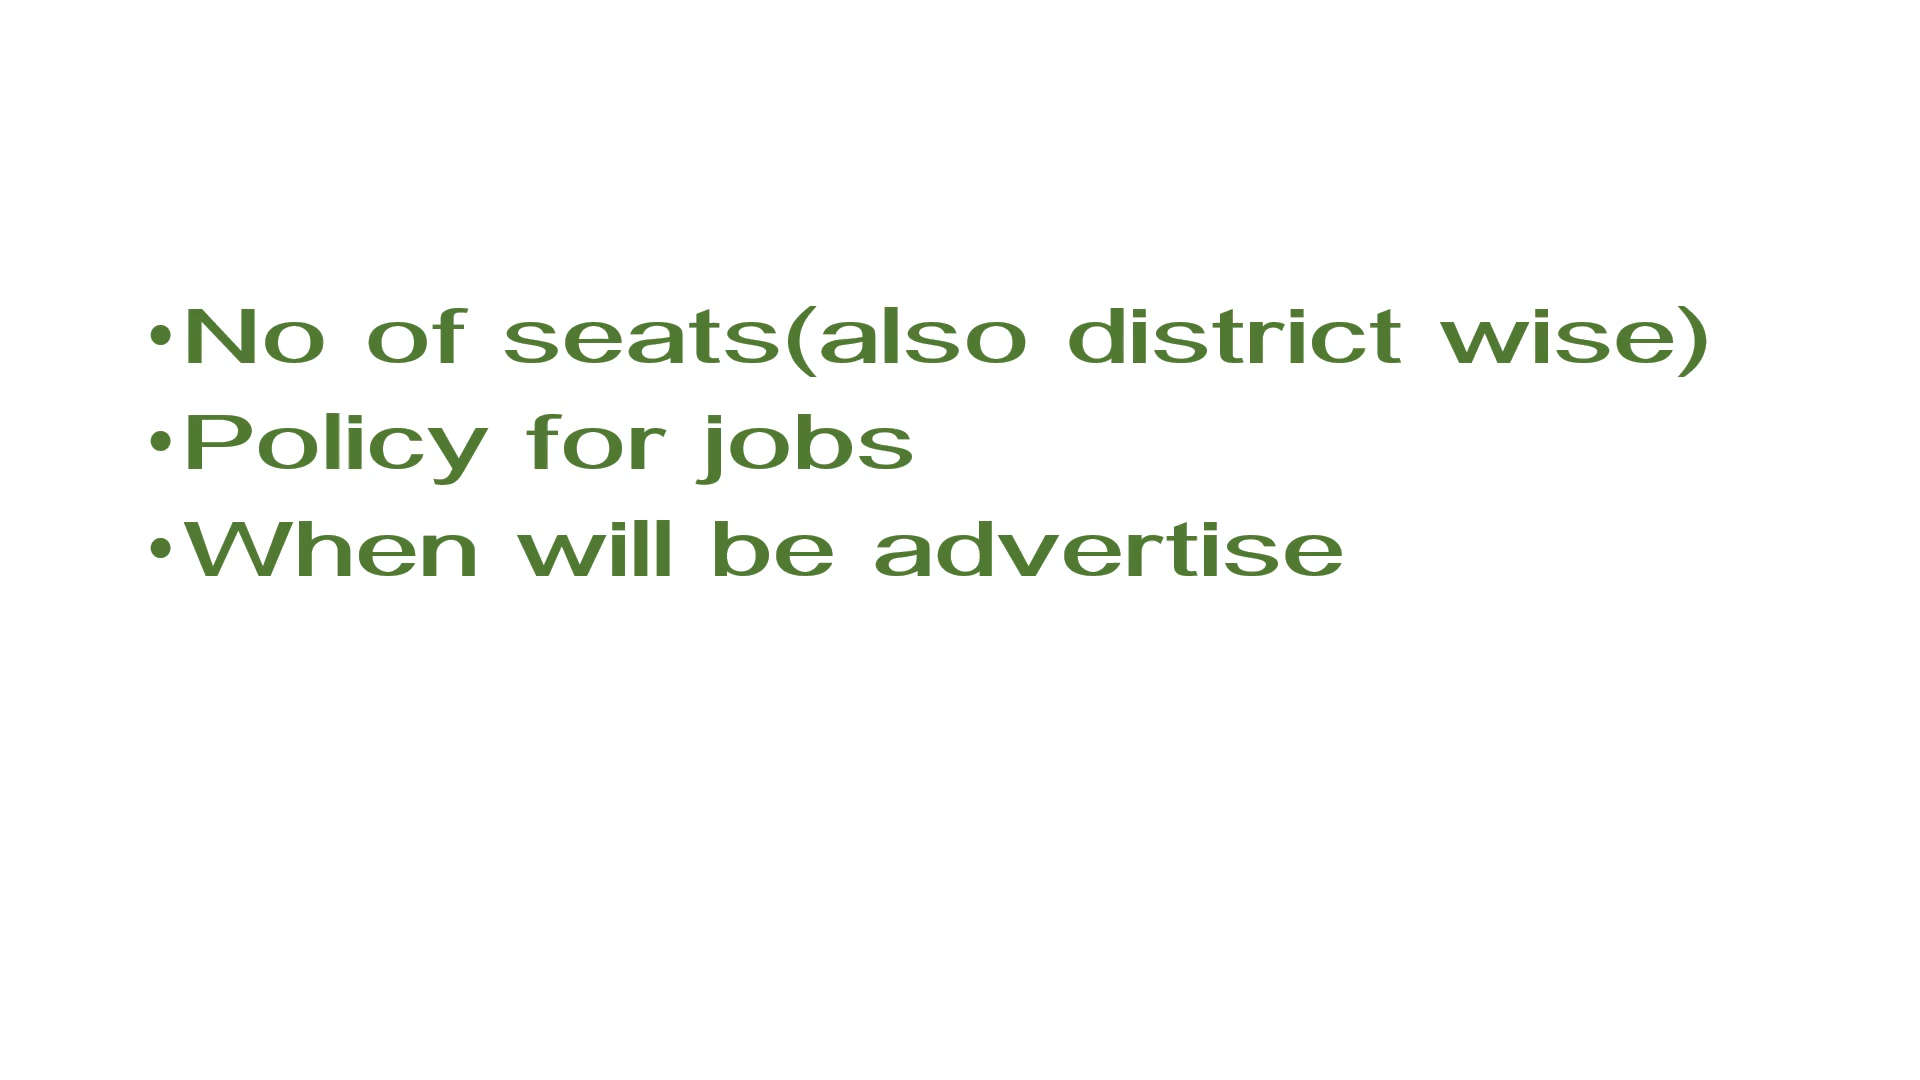 •No of seats(also district wise)
•Policy for jobs
•When will be advertise